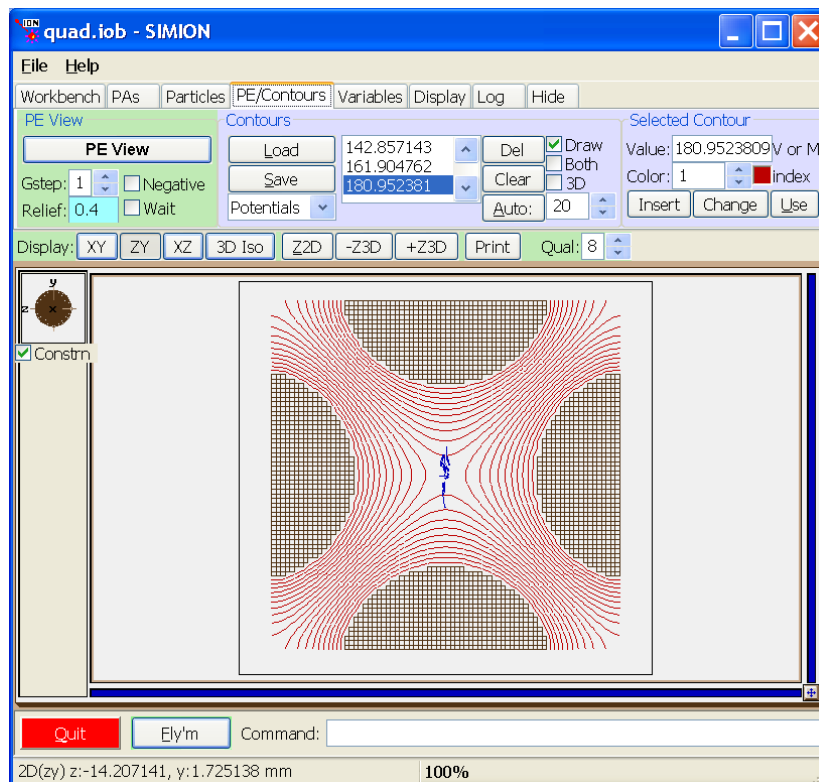 ION quad.iob - SIMION
File Help
Workbench PAs Particles PE/Contours Variables Display Log Hide
PE View Contours Selected Contour
PE View Load 142.857143 Del Draw Value: 180.9523809 V or M
161.904762 Both
Gstep: 1 Negative Save 180.952381 Clear 3D Color: 1 index
Relief: 0.4 Wait Potentials Auto: 20 Insert Change Use
Display: XY ZY XZ 3D Iso Z2D -Z3D +Z3D Print Qual: 8
y
z x
Constrn
Quit Fly'm Command:
2D(zy) z:-14.207141, y:1.725138 mm 100%